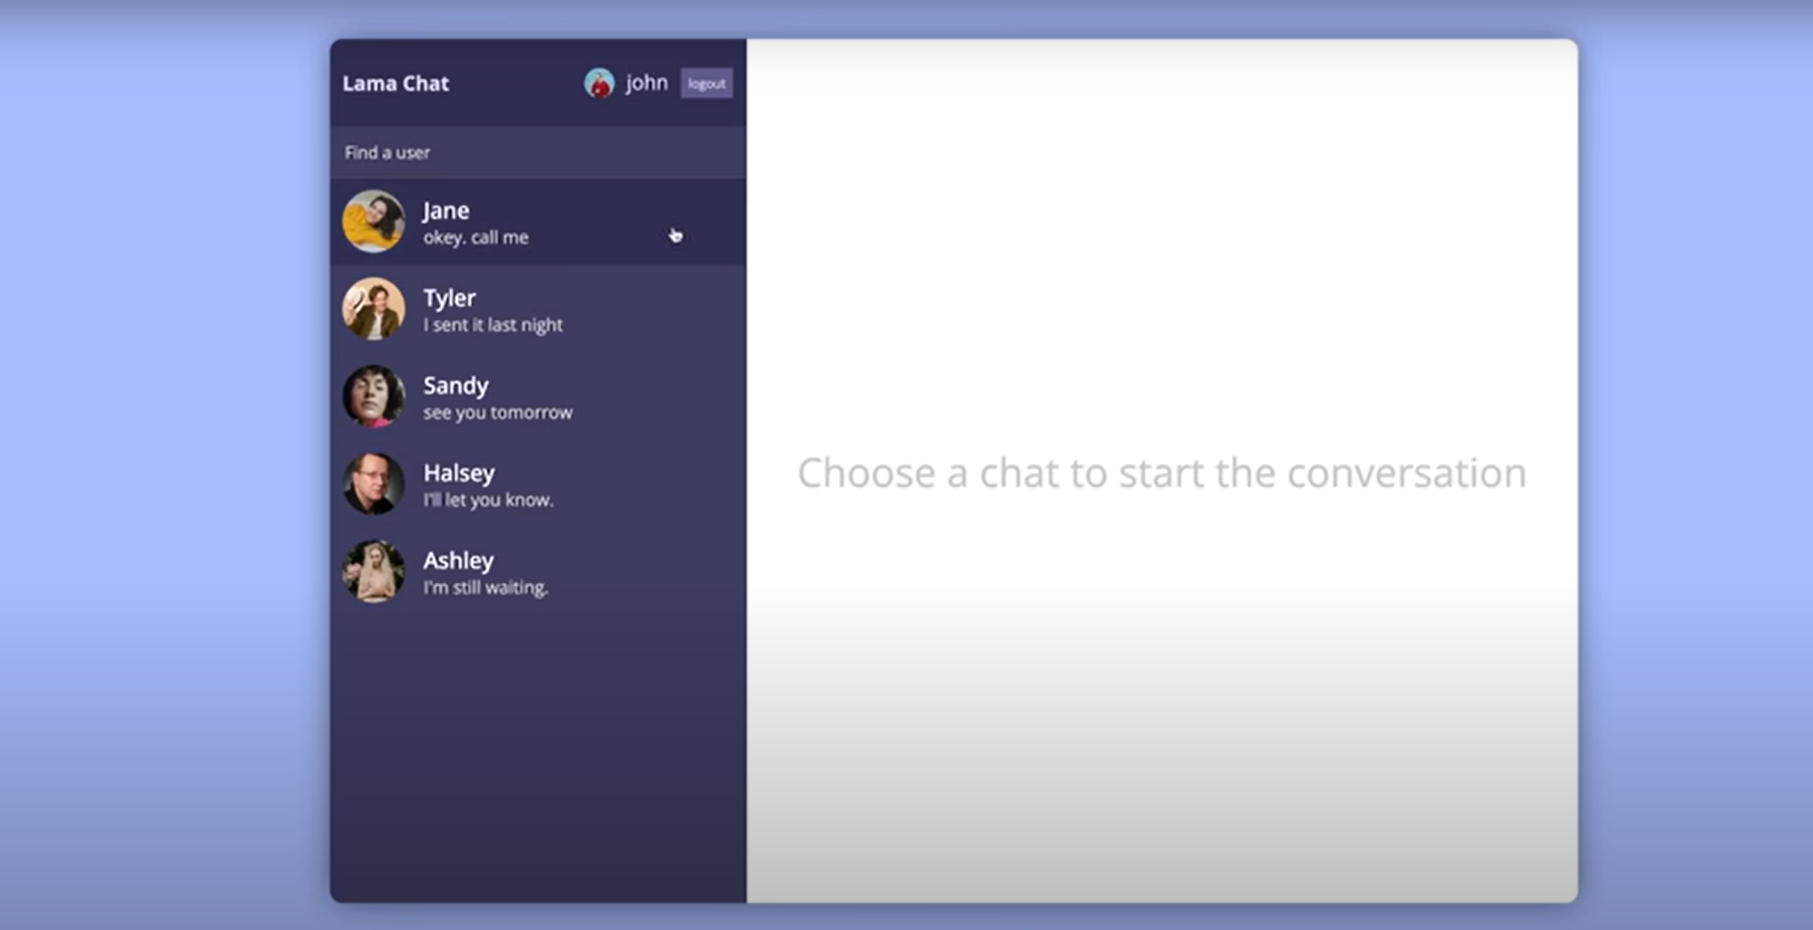 Lama Chat
john
logout
Find a user
Jane
okey. call me
Tyler
I sent it last night
Sandy
see you tomorrow
Halsey
I'll let you know.
Ashley
I'm still waiting.
Choose a chat to start the conversation